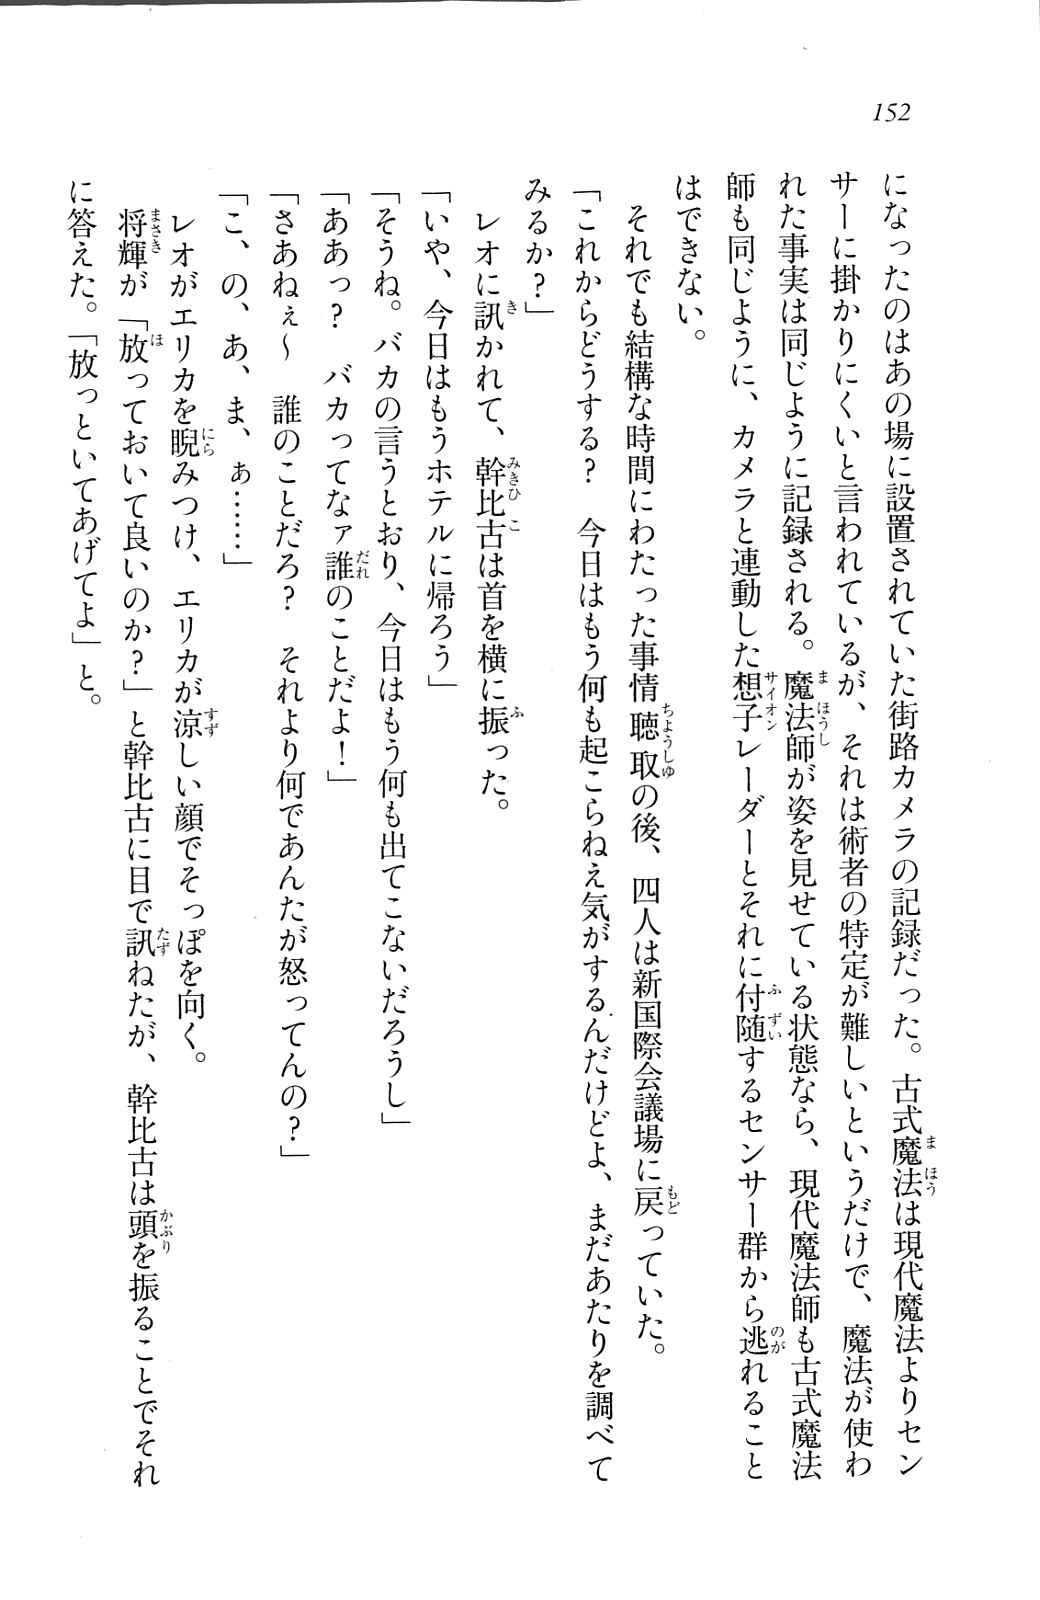 152
になったのはあの場に設置されていた街路カメラの記録だった。古式魔法は現代魔法よりセン
サーに掛かりにくいと言われているが、それは術者の特定が難しいというだけで、魔法が使わ
れた事実は同じように記録される。魔法師が姿を見せている状態なら、現代魔法師も古式魔法
師も同じように、カメラと連動した想子レーダーとそれに付随するセンサー群から逃れること
はできない。
それでも結構な時間にわたった事情聴取の後、四人は新国際会議場に戻っていた。
「これからどうする？　今日はもう何も起こらねえ気がするんだけどよ、まだあたりを調べて
みるか？」
レオに訊かれて、幹比古は首を横に振った。
「いや、今日はもうホテルに帰ろう」
「そうね。バカの言うとおり、今日はもう何も出てこないだろうし」
「ああっ？　バカってなァ誰のことだよ！」
「さあねぇ～　誰のことだろ？　それより何であんたが怒ってんの？」
「こ、の、あ、ま、ぁ……」
レオがエリカを睨みつけ、エリカが涼しい顔でそっぽを向く。
将輝が「放っておいて良いのか？」と幹比古に目で訊ねたが、幹比古は頭を振ることでそれ
に答えた。「放っといてあげてよ」と。